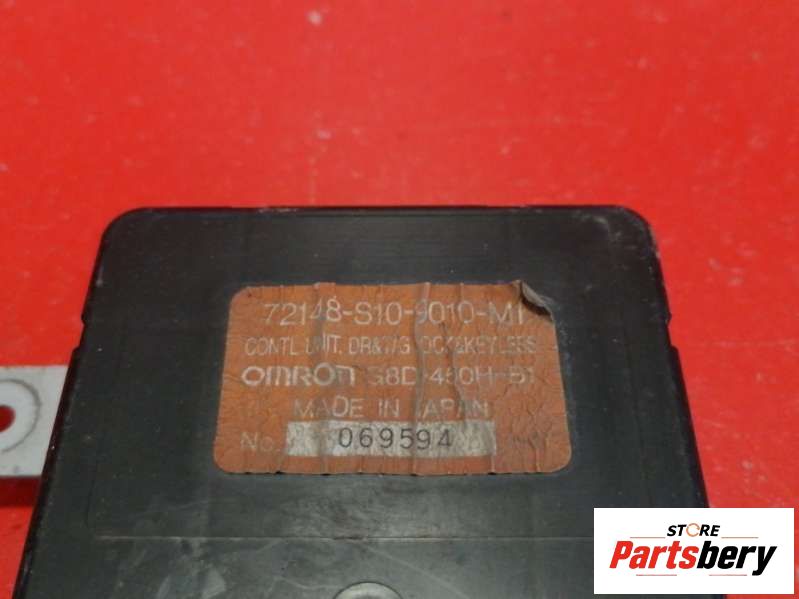 72148-S10-9010-M1
CONTL UNIT. DR&T/G LOCK&KEYLESS
OMRON G8D-460H-B1
MADE IN JAPAN
No. 069594
STORE
Partsbery